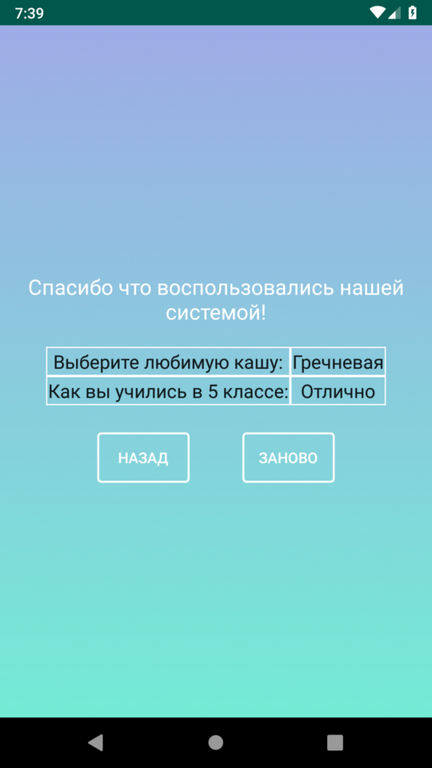 7:39
Спасибо что воспользовались нашей
системой!
Выберите любимую кашу: Гречневая
Как вы учились в 5 классе: Отлично
НАЗАД ЗАНОВО